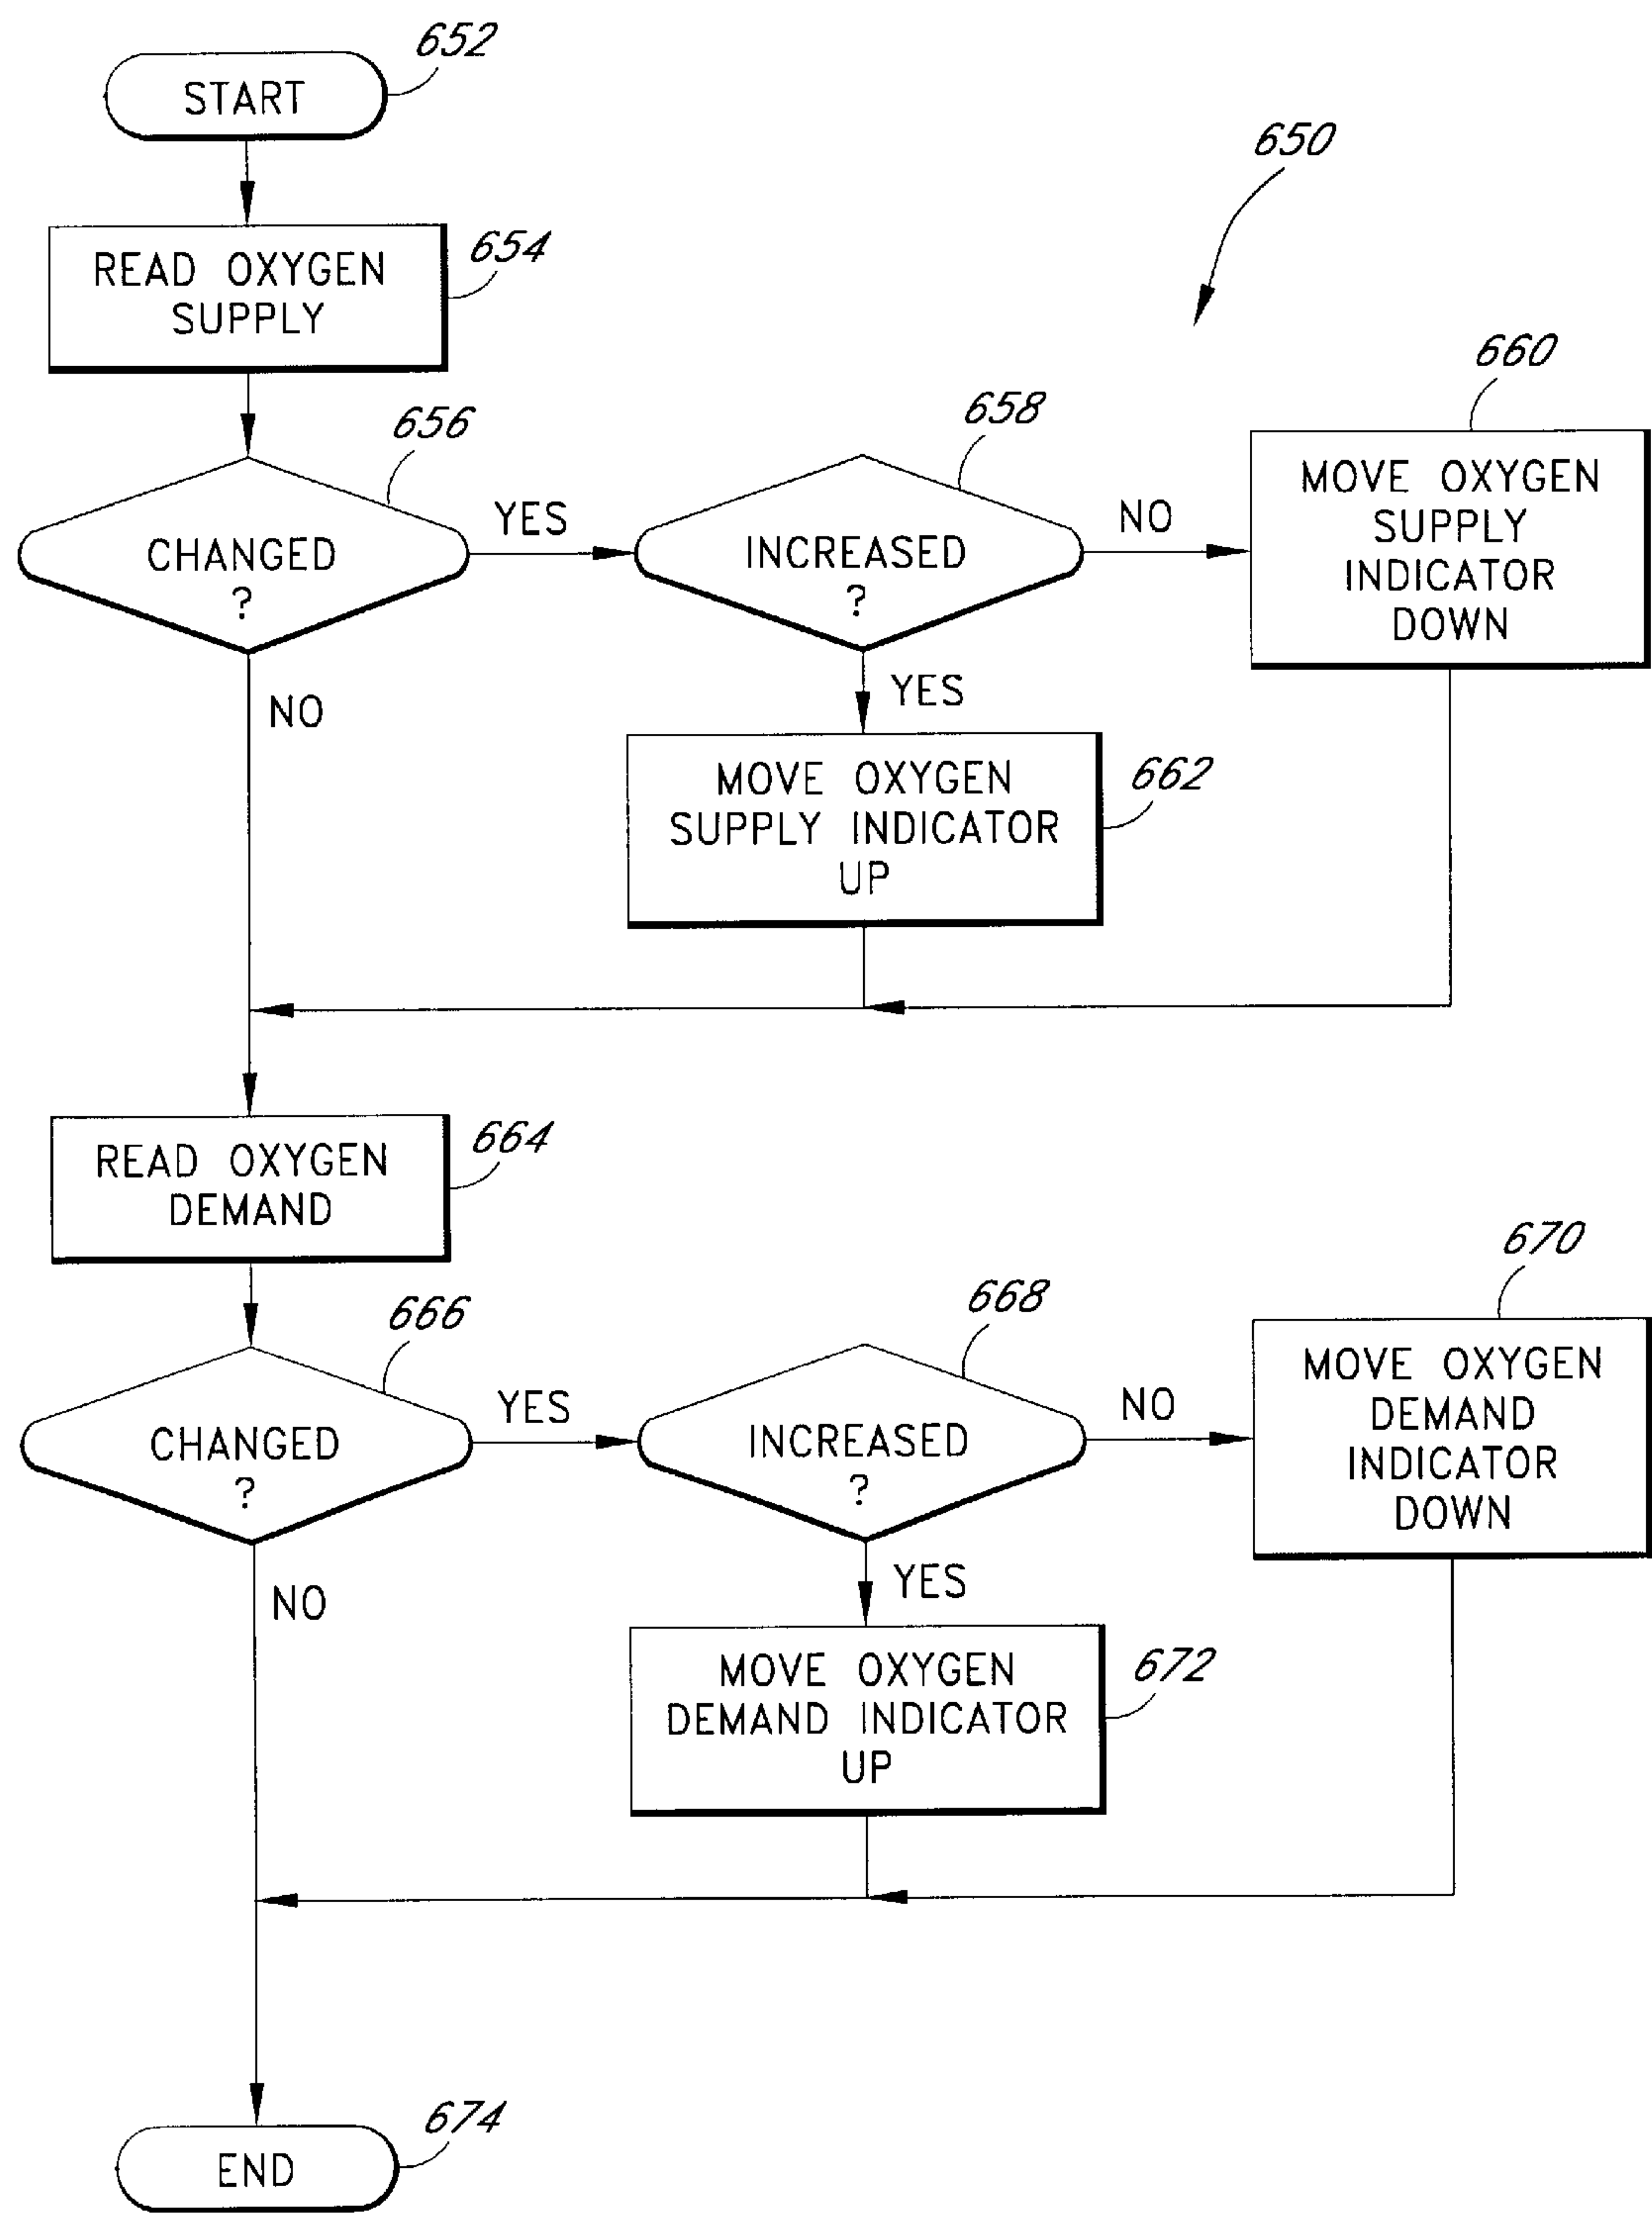 652
START
650
654
READ OXYGEN
SUPPLY
656
CHANGED
?
YES
NO
658
INCREASED
?
NO
YES
660
MOVE OXYGEN
SUPPLY
INDICATOR
DOWN
662
MOVE OXYGEN
SUPPLY INDICATOR
UP
664
READ OXYGEN
DEMAND
666
CHANGED
?
YES
NO
668
INCREASED
?
NO
YES
670
MOVE OXYGEN
DEMAND
INDICATOR
DOWN
672
MOVE OXYGEN
DEMAND INDICATOR
UP
674
END